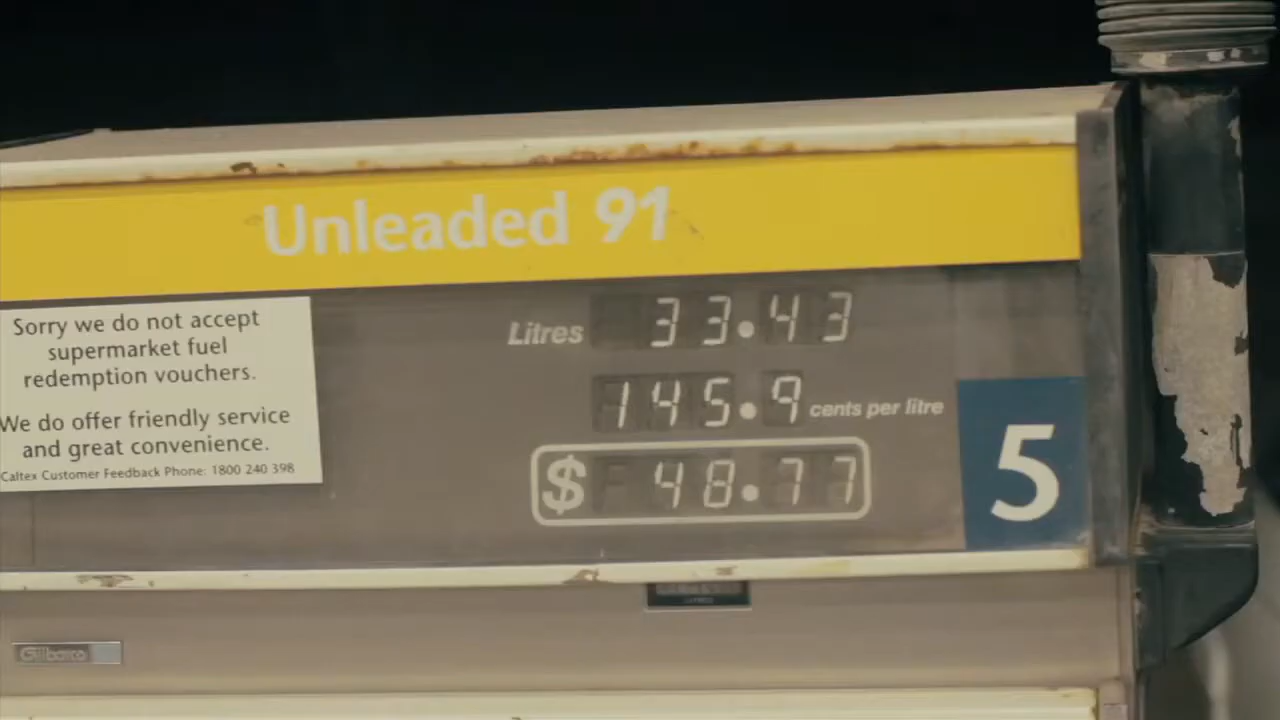 Unleaded 91
Sorry we do not accept
supermarket fuel
redemption vouchers.
We do offer friendly service
and great convenience.
Caltex Customer Feedback Phone: 1800 240 398
Litres 33.43
145.9 cents per litre
$ 48.77
5
Gilbarco